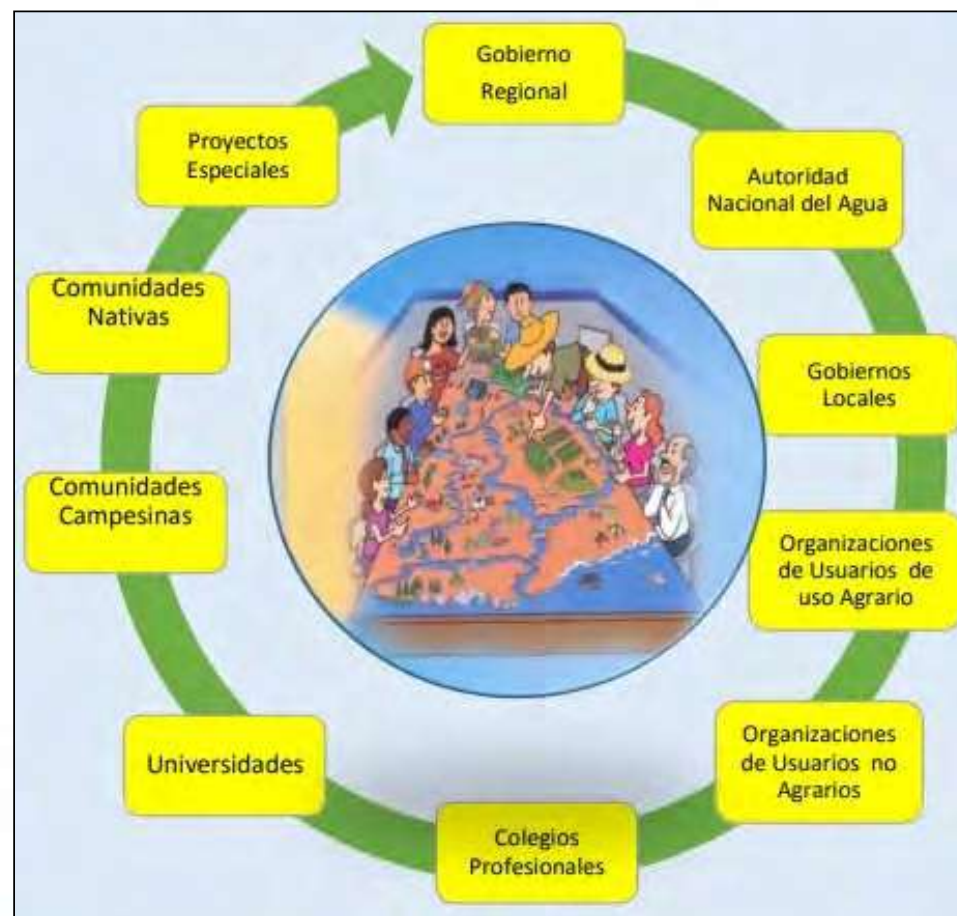 Gobierno
Regional
Autoridad
Nacional del Agua
Gobiernos
Locales
Organizaciones
de Usuarios de
uso Agrario
Organizaciones
de Usuarios no
Agrarios
Colegios
Profesionales
Universidades
Comunidades
Campesinas
Comunidades
Nativas
Proyectos
Especiales